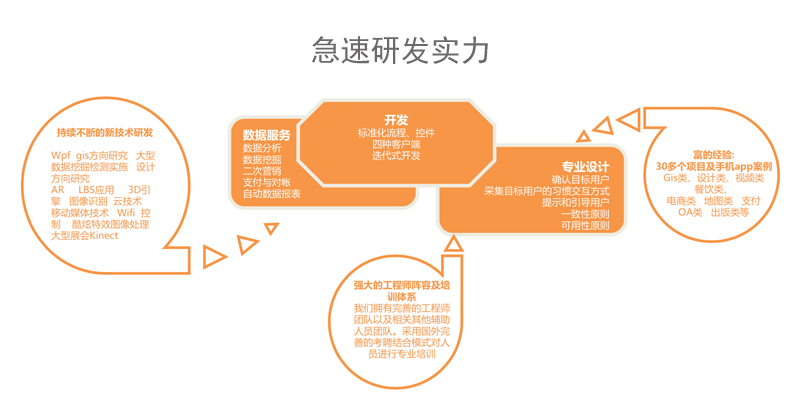 急速研发实力
持续不断的新技术研发
Wpf gis方向研究 大型
数据挖掘检测实施 设计
方向研究
AR LBS应用 3D引
擎 图像识别 云技术
移动媒体技术 Wifi 控
制 酷炫特效图像处理
大型展会Kinect
数据服务
数据分析
数据挖掘
二次营销
支付与对帐
自动数据报表
开发
标准化流程、控件
四种客户端
迭代式开发
专业设计
确认目标用户
采集目标用户的习惯交互方式
提示和引导用户
一致性原则
可用性原则
富的经验:
30多个项目及手机app案例
Gis类、设计类、视频类
餐饮类、
电商类 地图类 支付
OA类 出版类等
强大的工程师阵容及培
训体系
我们拥有完善的工程师
团队以及相关其他辅助
人员团队。采用国外完
善的考聘结合模式对人
员进行专业培训